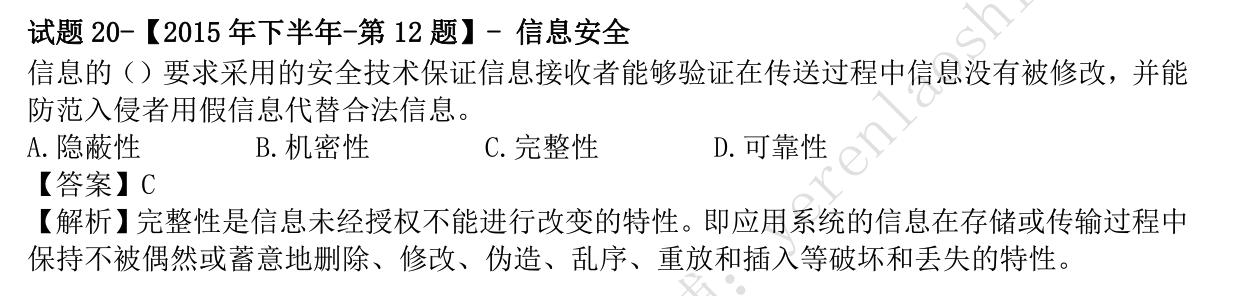 试题 20-【2015 年下半年-第 12 题】- 信息安全
信息的（）要求采用的安全技术保证信息接收者能够验证在传送过程中信息没有被修改，并能
防范入侵者用假信息代替合法信息。
A.隐蔽性 B.机密性 C.完整性 D.可靠性
【答案】C
【解析】完整性是信息未经授权不能进行改变的特性。即应用系统的信息在存储或传输过程中
保持不被偶然或蓄意地删除、修改、伪造、乱序、重放和插入等破坏和丢失的特性。
yerenlaoshi